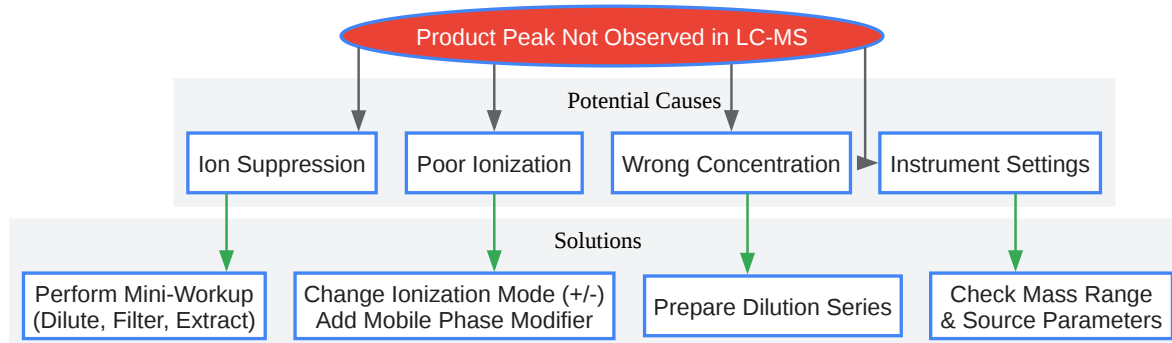 Product Peak Not Observed in LC-MS
Potential Causes
Ion Suppression
Poor Ionization
Wrong Concentration
Instrument Settings
Solutions
Perform Mini-Workup
(Dilute, Filter, Extract)
Change Ionization Mode (+/-)
Add Mobile Phase Modifier
Prepare Dilution Series
Check Mass Range
& Source Parameters